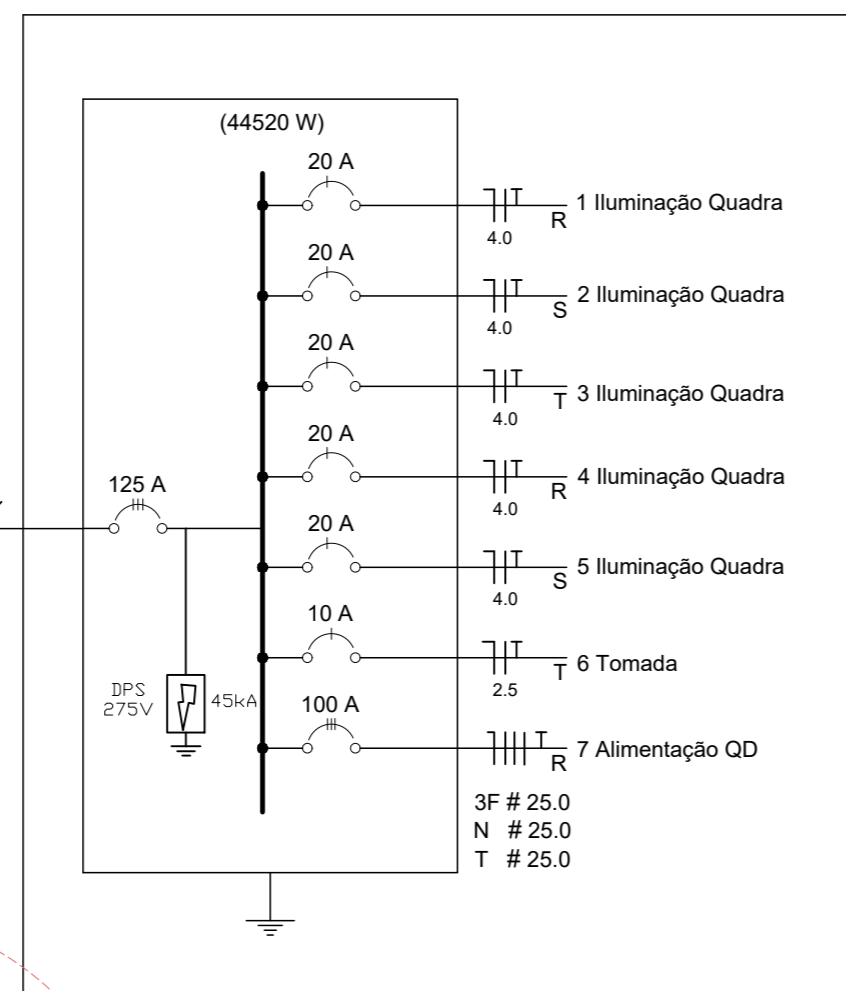 (44520 W)
20 A
4.0
R
1 Iluminação Quadra
20 A
4.0
S
2 Iluminação Quadra
20 A
4.0
T
3 Iluminação Quadra
20 A
4.0
R
4 Iluminação Quadra
125 A
20 A
4.0
S
5 Iluminação Quadra
10 A
2.5
T
6 Tomada
DPS
275V
45kA
100 A
R
7 Alimentação QD
3F # 25.0
N # 25.0
T # 25.0